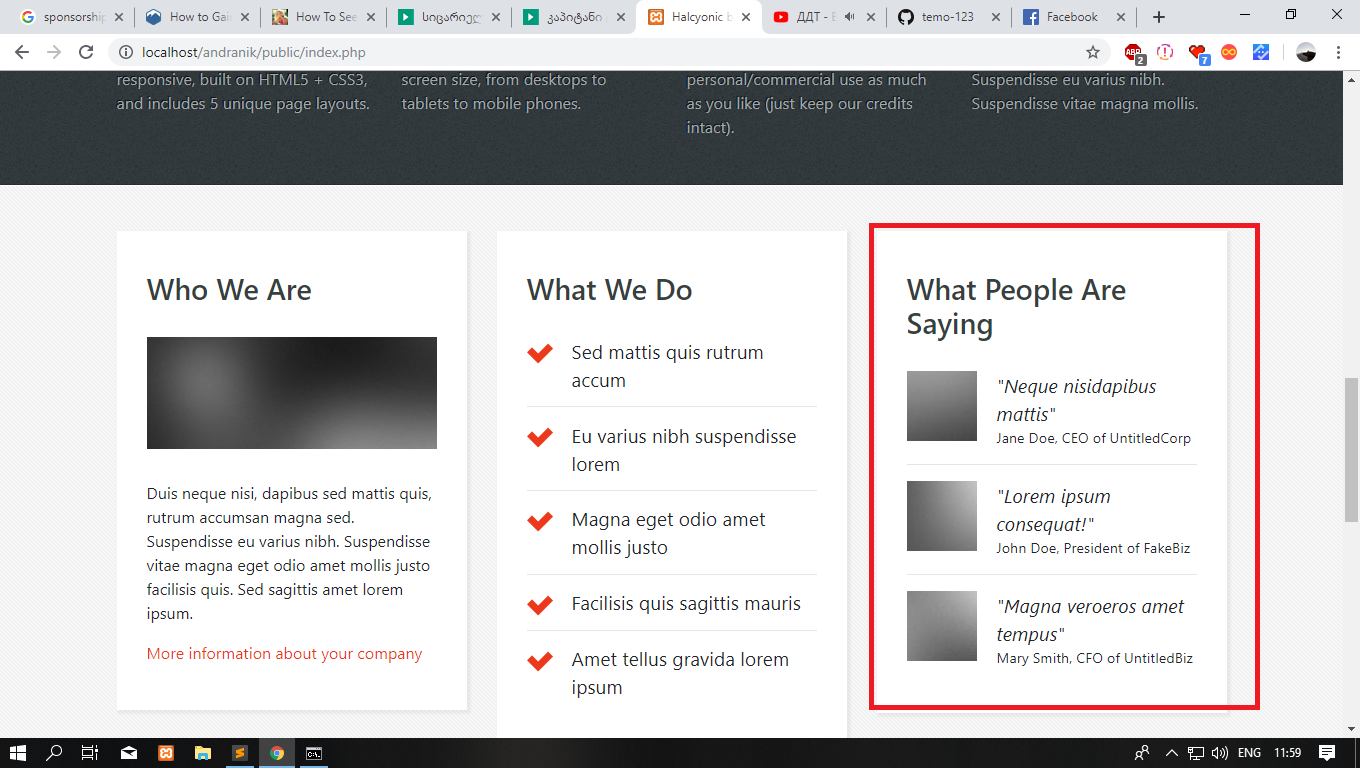 sponsorship
How to Gai
How To See
სიცარიელ
კაპიტანი
Halcyonic b
ДДТ - 
temo-123
Facebook
localhost/andranik/public/index.php
ABP
2
7
responsive, built on HTML5 + CSS3,
and includes 5 unique page layouts.
screen size, from desktops to
tablets to mobile phones.
personal/commercial use as much
as you like (just keep our credits
intact).
Suspendisse eu varius nibh.
Suspendisse vitae magna mollis.
Who We Are
Duis neque nisi, dapibus sed mattis quis,
rutrum accumsan magna sed.
Suspendisse eu varius nibh. Suspendisse
vitae magna eget odio amet mollis justo
facilisis quis. Sed sagittis amet lorem
ipsum.
More information about your company
What We Do
Sed mattis quis rutrum
accum
Eu varius nibh suspendisse
lorem
Magna eget odio amet
mollis justo
Facilisis quis sagittis mauris
Amet tellus gravida lorem
ipsum
What People Are
Saying
"Neque nisidapibus
mattis"
Jane Doe, CEO of UntitledCorp
"Lorem ipsum
consequat!"
John Doe, President of FakeBiz
"Magna veroeros amet
tempus"
Mary Smith, CFO of UntitledBiz
ENG
11:59